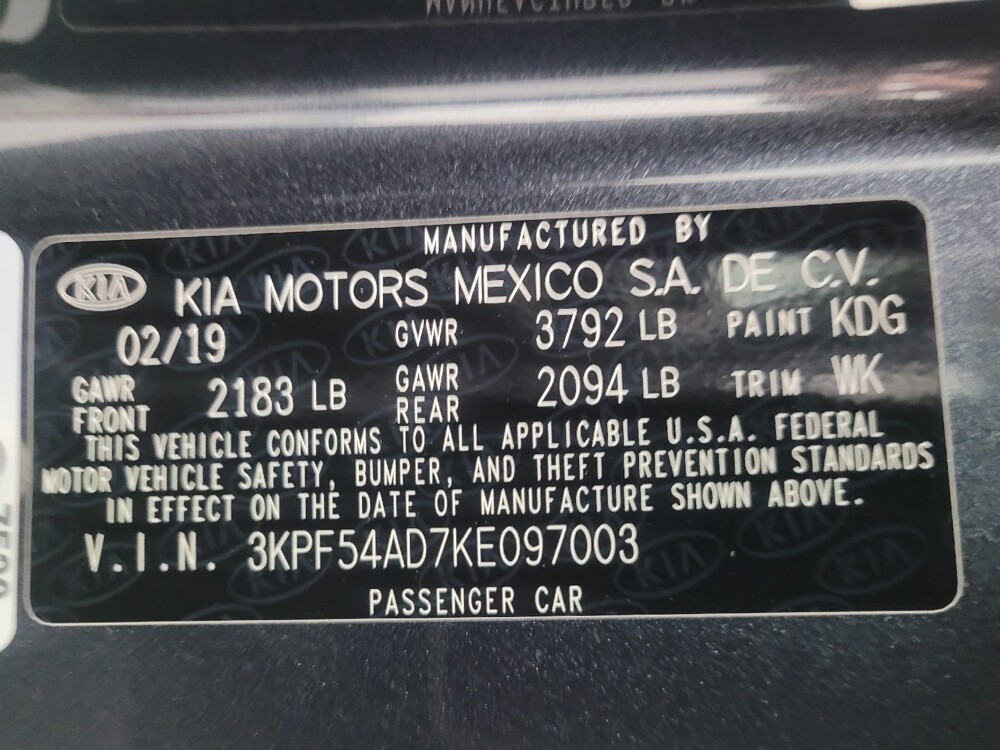 MANUFACTURED BY
KIA KIA MOTORS MEXICO S.A. DE C.V.
02/19 GVWR 3792 LB PAINT KDG
GAWR FRONT 2183 LB GAWR REAR 2094 LB TRIM WK
THIS VEHICLE CONFORMS TO ALL APPLICABLE U.S.A. FEDERAL
MOTOR VEHICLE SAFETY, BUMPER, AND THEFT PREVENTION STANDARDS
IN EFFECT ON THE DATE OF MANUFACTURE SHOWN ABOVE.
V.I.N. 3KPF54AD7KE097003
PASSENGER CAR